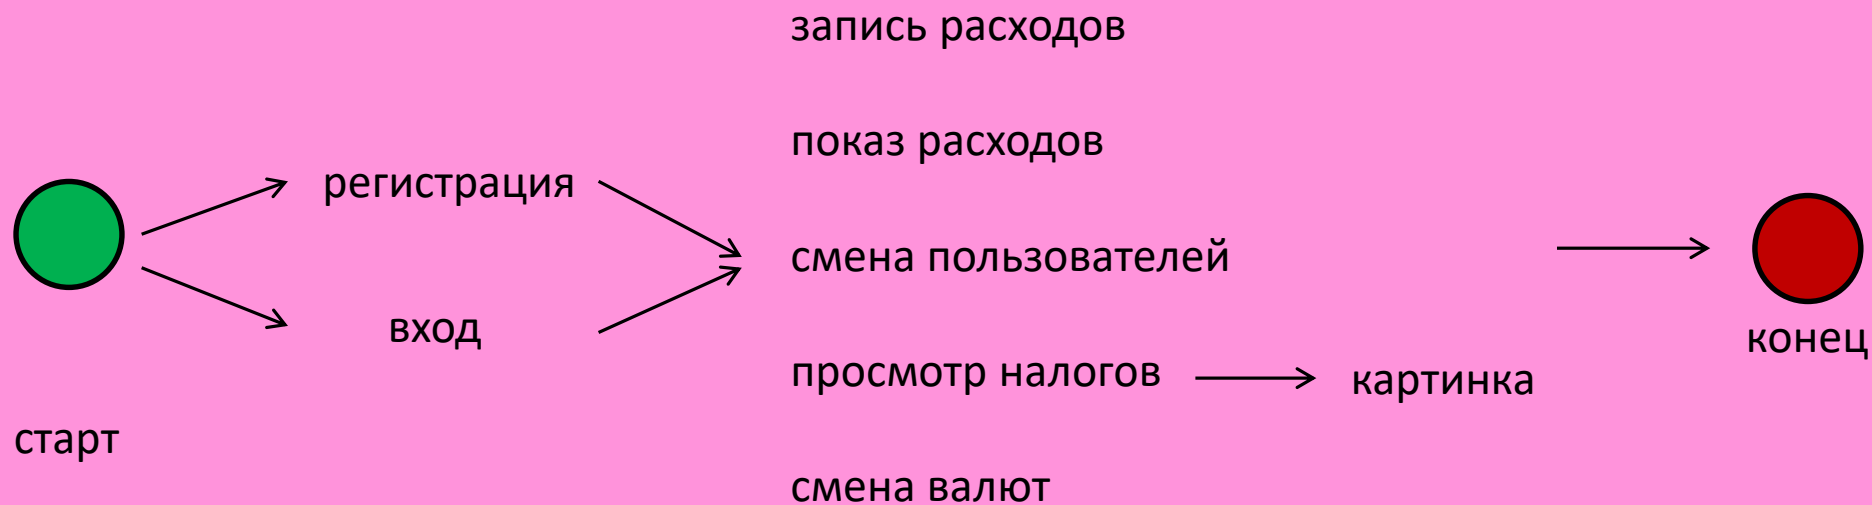 старт
регистрация
вход
запись расходов
показ расходов
смена пользователей
просмотр налогов
картинка
смена валют
конец